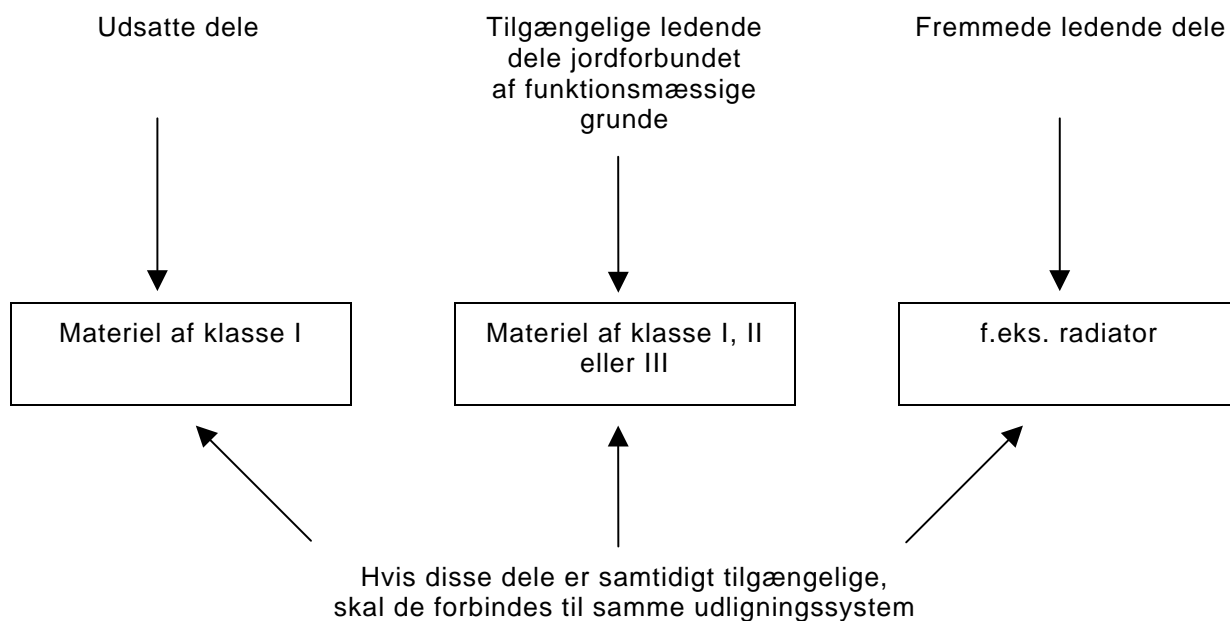 Udsatte dele
Tilgængelige ledende
dele jordforbundet
af funktionsmæssige
grunde
Fremmede ledende dele
Materiel af klasse I
Materiel af klasse I, II
eller III
f.eks. radiator
Hvis disse dele er samtidigt tilgængelige,
skal de forbindes til samme udligningssystem